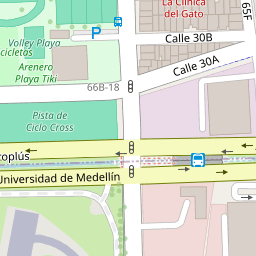 La Clínica
del Gato
65F
Volley Playa
Calle 30B
Arenero
Playa Tiki
Calle 30A
66B-18
P
Pista de
Ciclo Cross
Universidad de Medellín